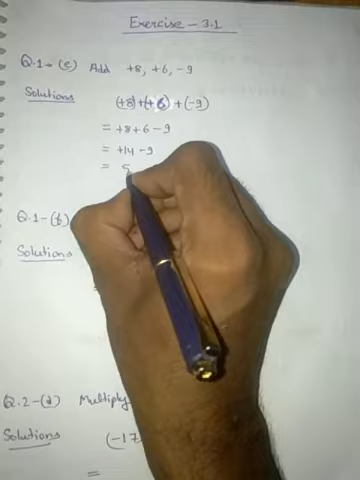 Exercise - 3.1
Q.1 - (c) Add +8, +6, -9
Solutions (+8)+(+6)+(-9)
= +8+6-9
= +14-9
= 5
Q.1-(f)
Solutions
Q.2-(d) Multiply
Solutions (-17
=